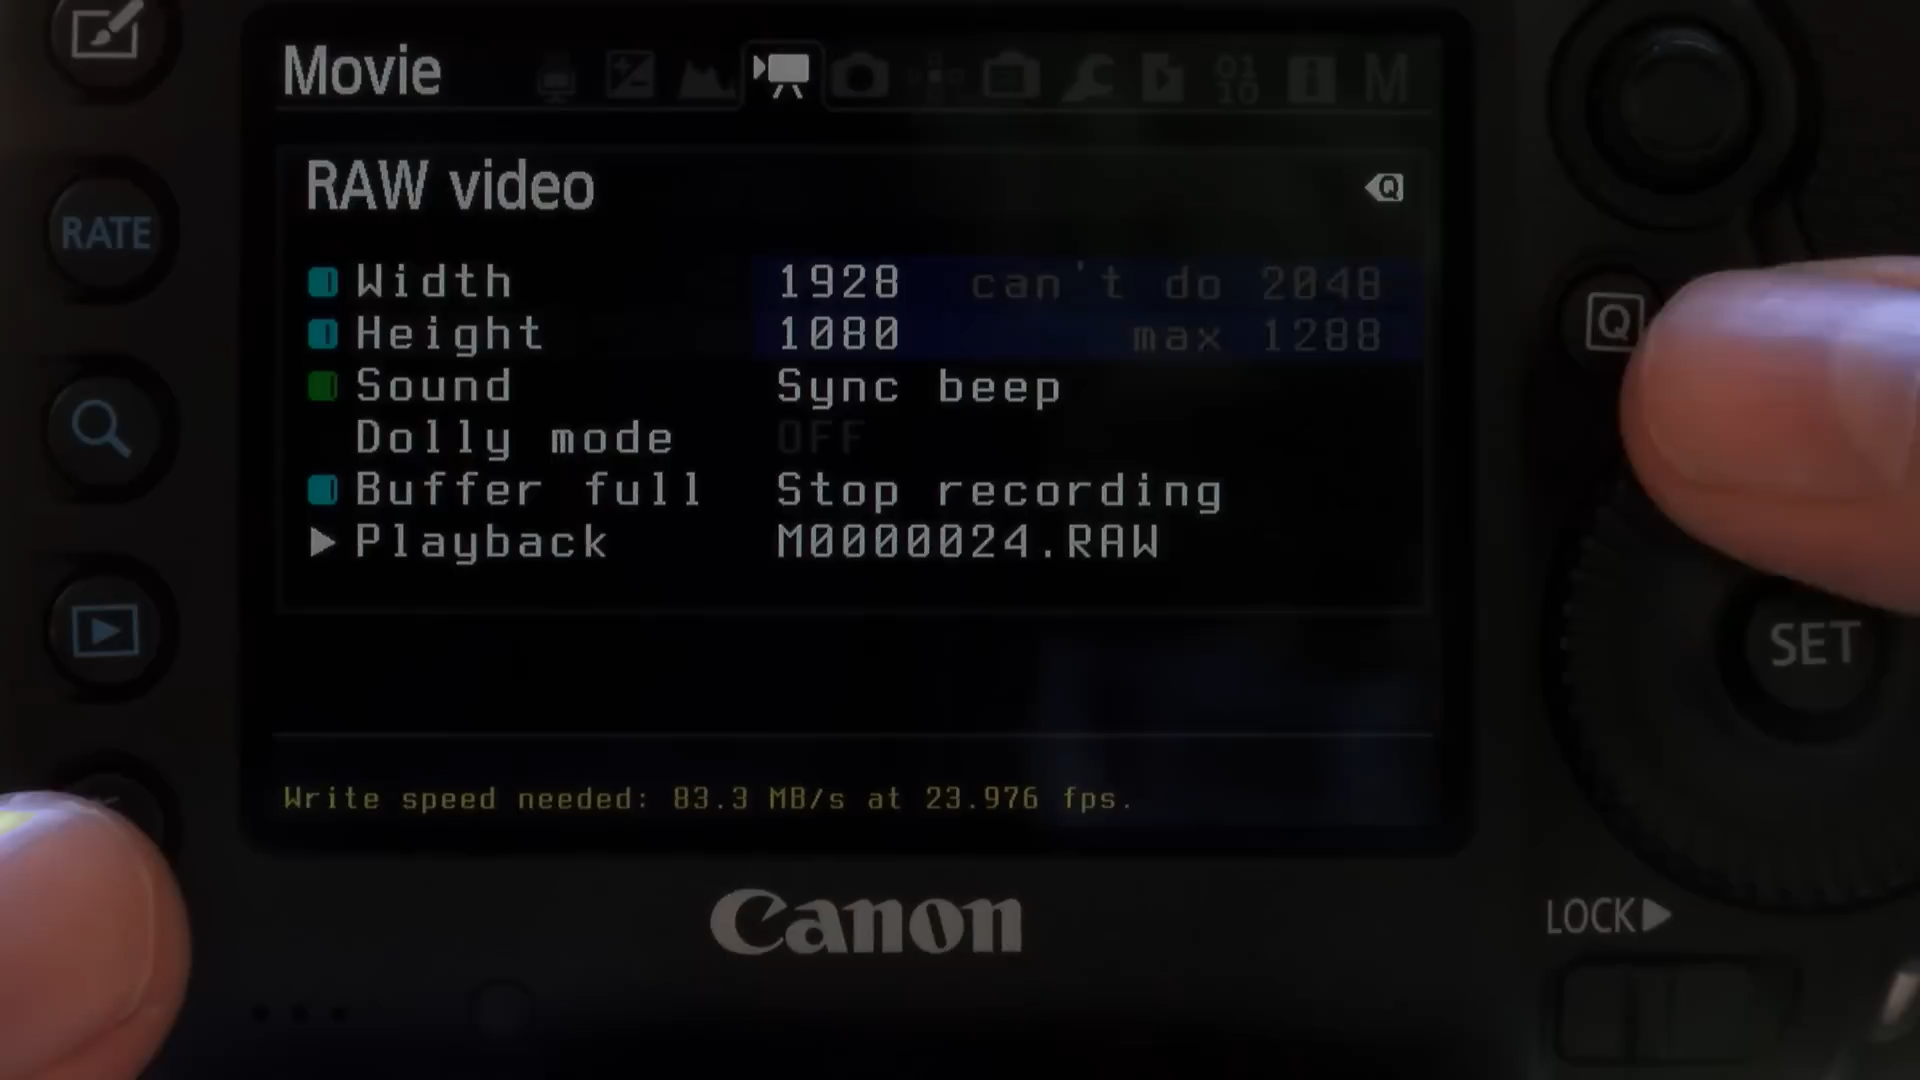 Movie M
RAW video Q
RATE
Width 1928 can't do 2048
Height 1080 max 1288
Q
Sound Sync beep
Dolly mode OFF
Buffer full Stop recording
Playback M0000024.RAW
SET
Write speed needed: 83.3 MB/s at 23.976 fps.
Canon
LOCK